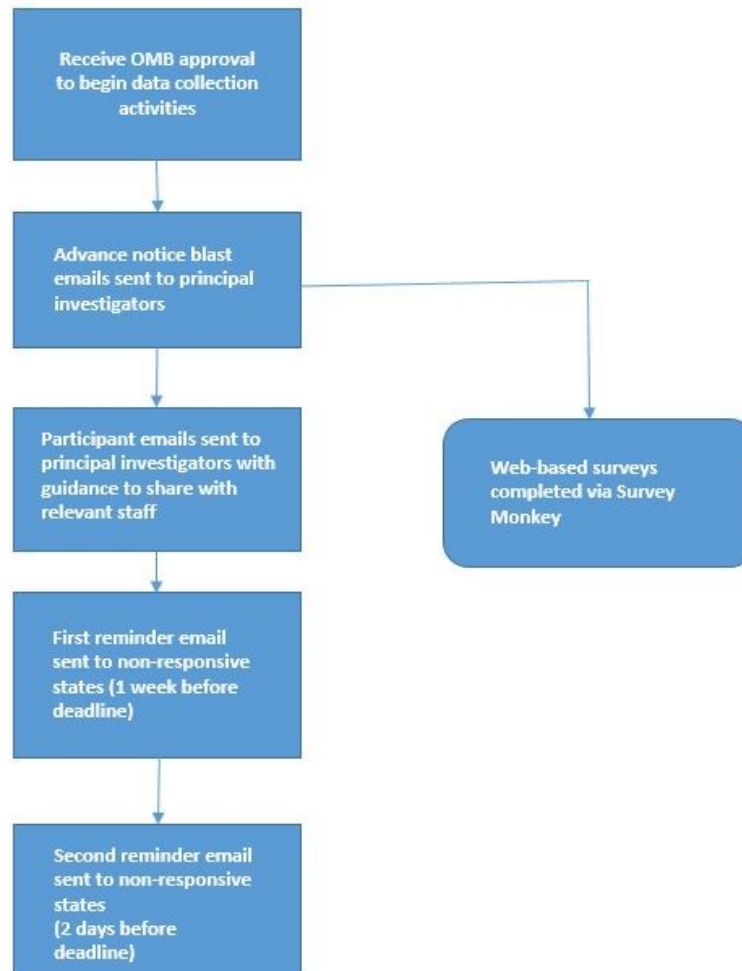 Receive OMB approval
to begin data collection
activities
Advance notice blast
emails sent to principal
investigators
Participant emails sent to
principal investigators with
guidance to share with
relevant staff
Web-based surveys
completed via Survey
Monkey
First reminder email
sent to non-responsive
states (1 week before
deadline)
Second reminder email
sent to non-responsive
states
(2 days before
deadline)